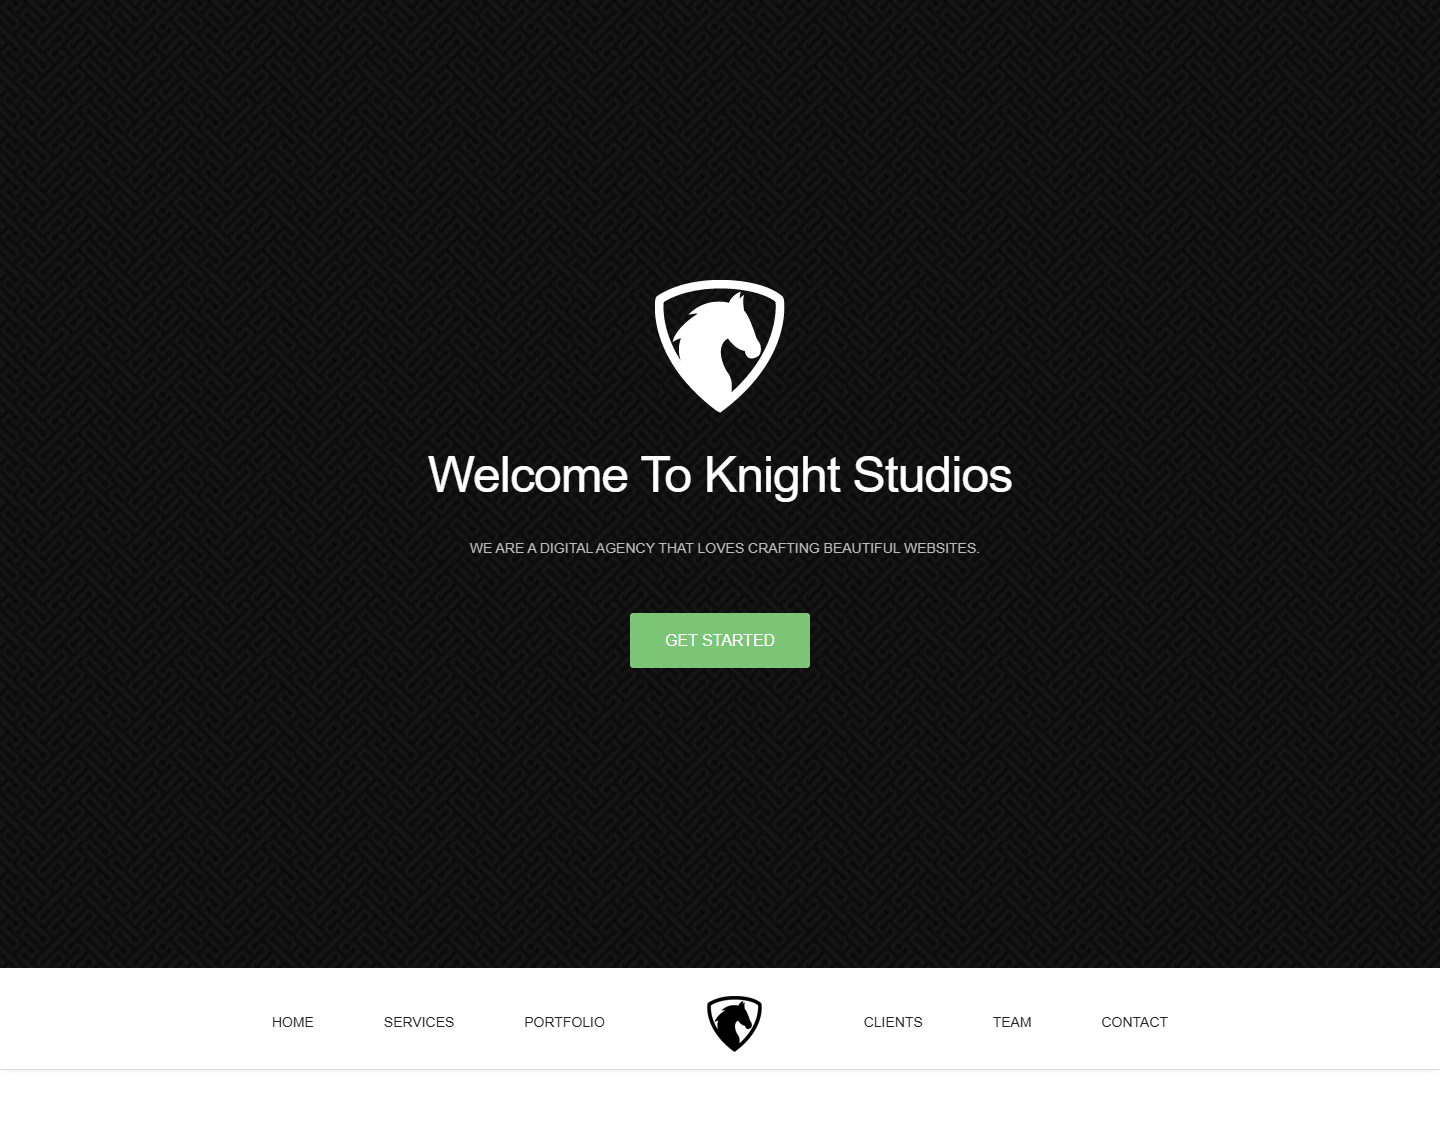 Welcome To Knight Studios
WE ARE A DIGITAL AGENCY THAT LOVES CRAFTING BEAUTIFUL WEBSITES.
GET STARTED
HOME SERVICES PORTFOLIO CLIENTS TEAM CONTACT